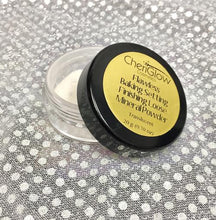 CheriGlow
Flawless
Baking Setting
Finishing Loose
Mineral Powder
Translucent